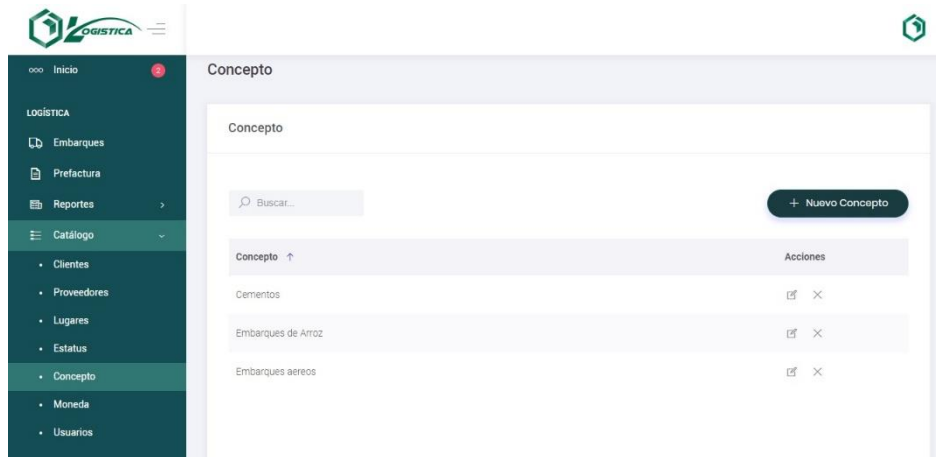 LOGISTICA
Inicio 2
Concepto
LOGÍSTICA
Embarques
Prefactura
Reportes
Catálogo
Clientes
Proveedores
Lugares
Estatus
Concepto
Moneda
Usuarios
Concepto
Buscar...
+ Nuevo Concepto
Concepto ↑ Acciones
Cementos
Embarques de Arroz
Embarques aereos